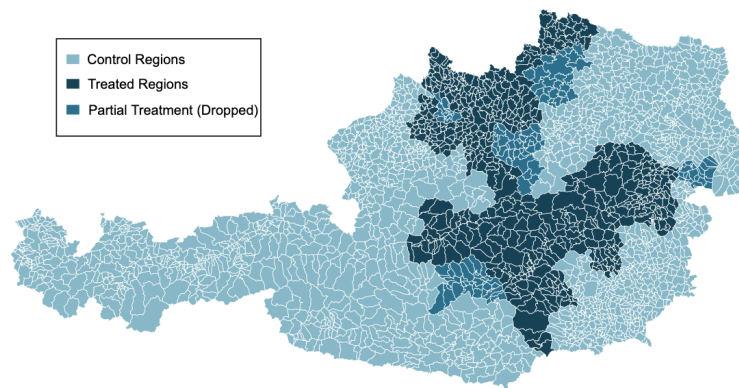 Control Regions
Treated Regions
Partial Treatment (Dropped)